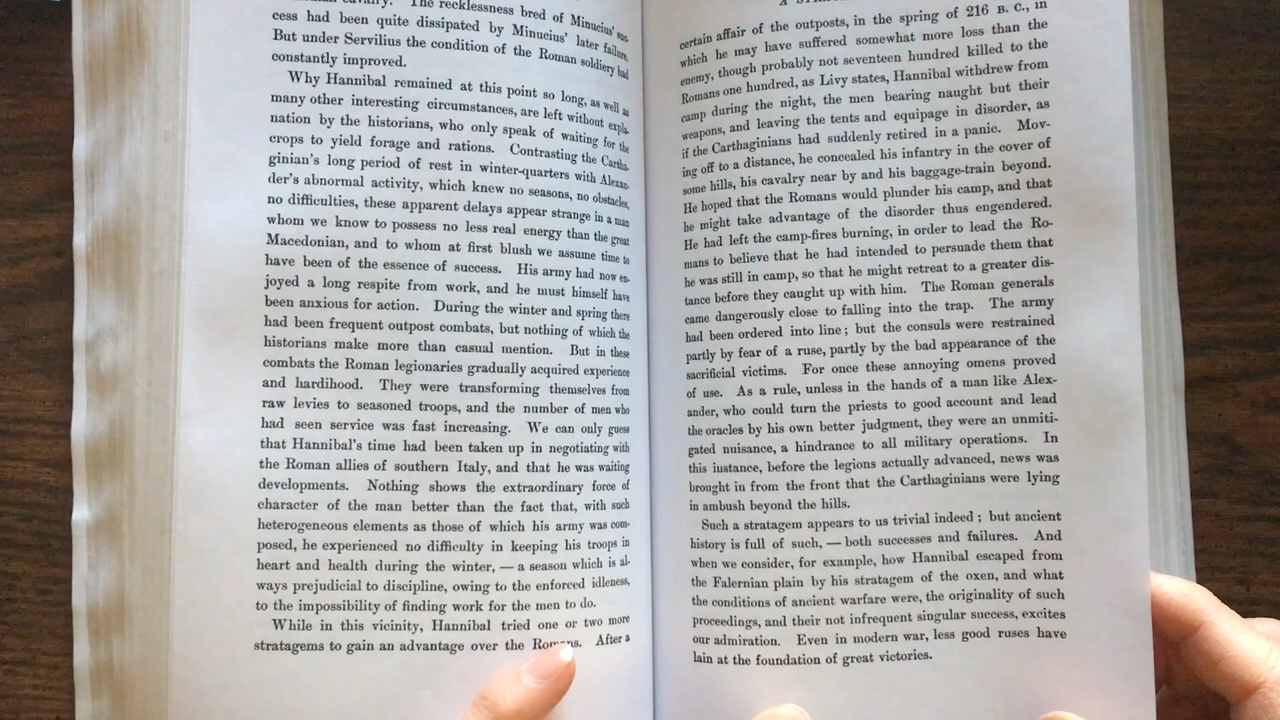 cavalry. The recklessness bred of Minucius' suc-
cess had been quite dissipated by Minucius' later failure.
But under Servilius the condition of the Roman soldiery had
constantly improved.
Why Hannibal remained at this point so long, as well as
many other interesting circumstances, are left without expla-
nation by the historians, who only speak of waiting for the
crops to yield forage and rations. Contrasting the Cartha-
ginian's long period of rest in winter-quarters with Alexan-
der's abnormal activity, which knew no seasons, no obstacles,
no difficulties, these apparent delays appear strange in a man
whom we know to possess no less real energy than the great
Macedonian, and to whom at first blush we assume time to
have been of the essence of success. His army had now en-
joyed a long respite from work, and he must himself have
been anxious for action. During the winter and spring there
had been frequent outpost combats, but nothing of which the
historians make more than casual mention. But in these
combats the Roman legionaries gradually acquired experience
and hardihood. They were transforming themselves from
raw levies to seasoned troops, and the number of men who
had seen service was fast increasing. We can only guess
that Hannibal's time had been taken up in negotiating with
the Roman allies of southern Italy, and that he was waiting
developments. Nothing shows the extraordinary force of
character of the man better than the fact that, with such
heterogeneous elements as those of which his army was com-
posed, he experienced no difficulty in keeping his troops in
heart and health during the winter, — a season which is al-
ways prejudicial to discipline, owing to the enforced idleness,
to the impossibility of finding work for the men to do.
While in this vicinity, Hannibal tried one or two more
stratagems to gain an advantage over the Romans. After a
certain affair of the outposts, in the spring of 216 B. C., in
which he may have suffered somewhat more loss than the
enemy, though probably not seventeen hundred killed to the
Romans one hundred, as Livy states, Hannibal withdrew from
camp during the night, the men bearing naught but their
weapons, and leaving the tents and equipage in disorder, as
if the Carthaginians had suddenly retired in a panic. Mov-
ing off to a distance, he concealed his infantry in the cover of
some hills, his cavalry near by and his baggage-train beyond.
He hoped that the Romans would plunder his camp, and that
he might take advantage of the disorder thus engendered.
He had left the camp-fires burning, in order to lead the Ro-
mans to believe that he had intended to persuade them that
he was still in camp, so that he might retreat to a greater dis-
tance before they caught up with him. The Roman generals
came dangerously close to falling into the trap. The army
had been ordered into line; but the consuls were restrained
partly by fear of a ruse, partly by the bad appearance of the
sacrificial victims. For once these annoying omens proved
of use. As a rule, unless in the hands of a man like Alex-
ander, who could turn the priests to good account and lead
the oracles by his own better judgment, they were an unmiti-
gated nuisance, a hindrance to all military operations. In
this instance, before the legions actually advanced, news was
brought in from the front that the Carthaginians were lying
in ambush beyond the hills.
Such a stratagem appears to us trivial indeed; but ancient
history is full of such, — both successes and failures. And
when we consider, for example, how Hannibal escaped from
the Falernian plain by his stratagem of the oxen, and what
the conditions of ancient warfare were, the originality of such
proceedings, and their not infrequent singular success, excites
our admiration. Even in modern war, less good ruses have
lain at the foundation of great victories.